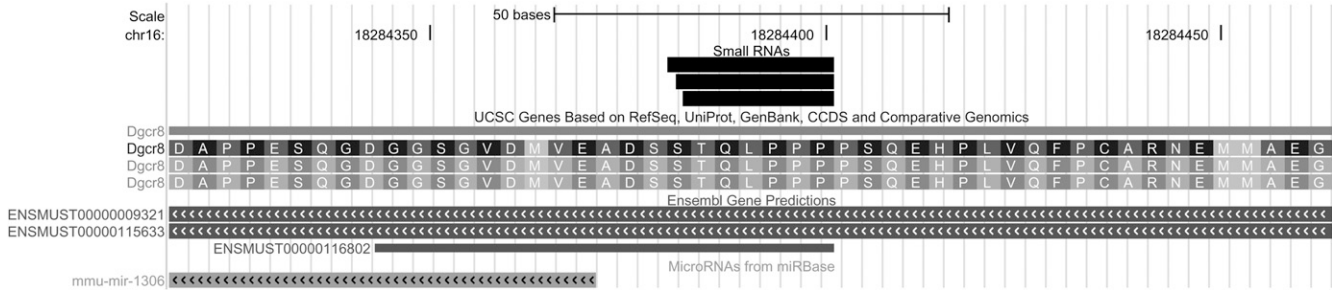 Scale 50 bases
chr16: 18284350 18284400 18284450
Small RNAs
UCSC Genes Based on RefSeq, UniProt, GenBank, CCDS and Comparative Genomics
Dgcr8
Dgcr8 D A P P E S Q G D G G S G V D M V E A D S S T Q L P P P P S Q E H P L V Q F P C A R N E M M A E G
Dgcr8 D A P P E S Q G D G G S G V D M V E A D S S T Q L P P P P S Q E H P L V Q F P C A R N E M M A E G
Dgcr8 D A P P E S Q G D G G S G V D M V E A D S S T Q L P P P P S Q E H P L V Q F P C A R N E M M A E G
Ensembl Gene Predictions
ENSMUST00000009321
ENSMUST00000115633
ENSMUST00000116802
MicroRNAs from miRBase
mmu-mir-1306